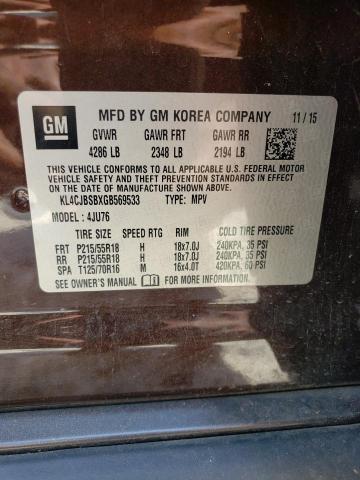 GM
MFD BY GM KOREA COMPANY 11/15
GVWR GAWR FRT GAWR RR
4286 LB 2348 LB 2194 LB
THIS VEHICLE CONFORMS TO ALL APPLICABLE U.S. FEDERAL MOTOR
VEHICLE SAFETY AND THEFT PREVENTION STANDARDS IN EFFECT ON THE
DATE OF MANUFACTURE SHOWN ABOVE.
KL4CJBSBXGB569533 TYPE: MPV
MODEL : 4JU76
TIRE SIZE SPEED RTG RIM COLD TIRE PRESSURE
FRT P215/55R18 H 18x7.0J 240KPA, 35 PSI
RR P215/55R18 H 18x7.0J 240KPA, 35 PSI
SPA T125/70R16 M 16x4.0T 420KPA, 60 PSI
SEE OWNER'S MANUAL FOR MORE INFORMATION.